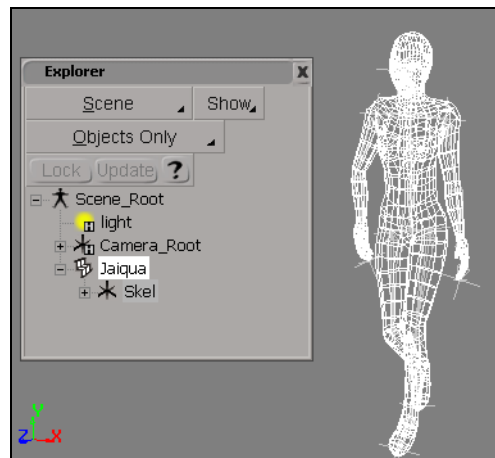 Explorer x
Scene Show
Objects Only
Lock Update ?
Scene_Root
light
Camera_Root
Jaiqua
Skel
Y
Z X